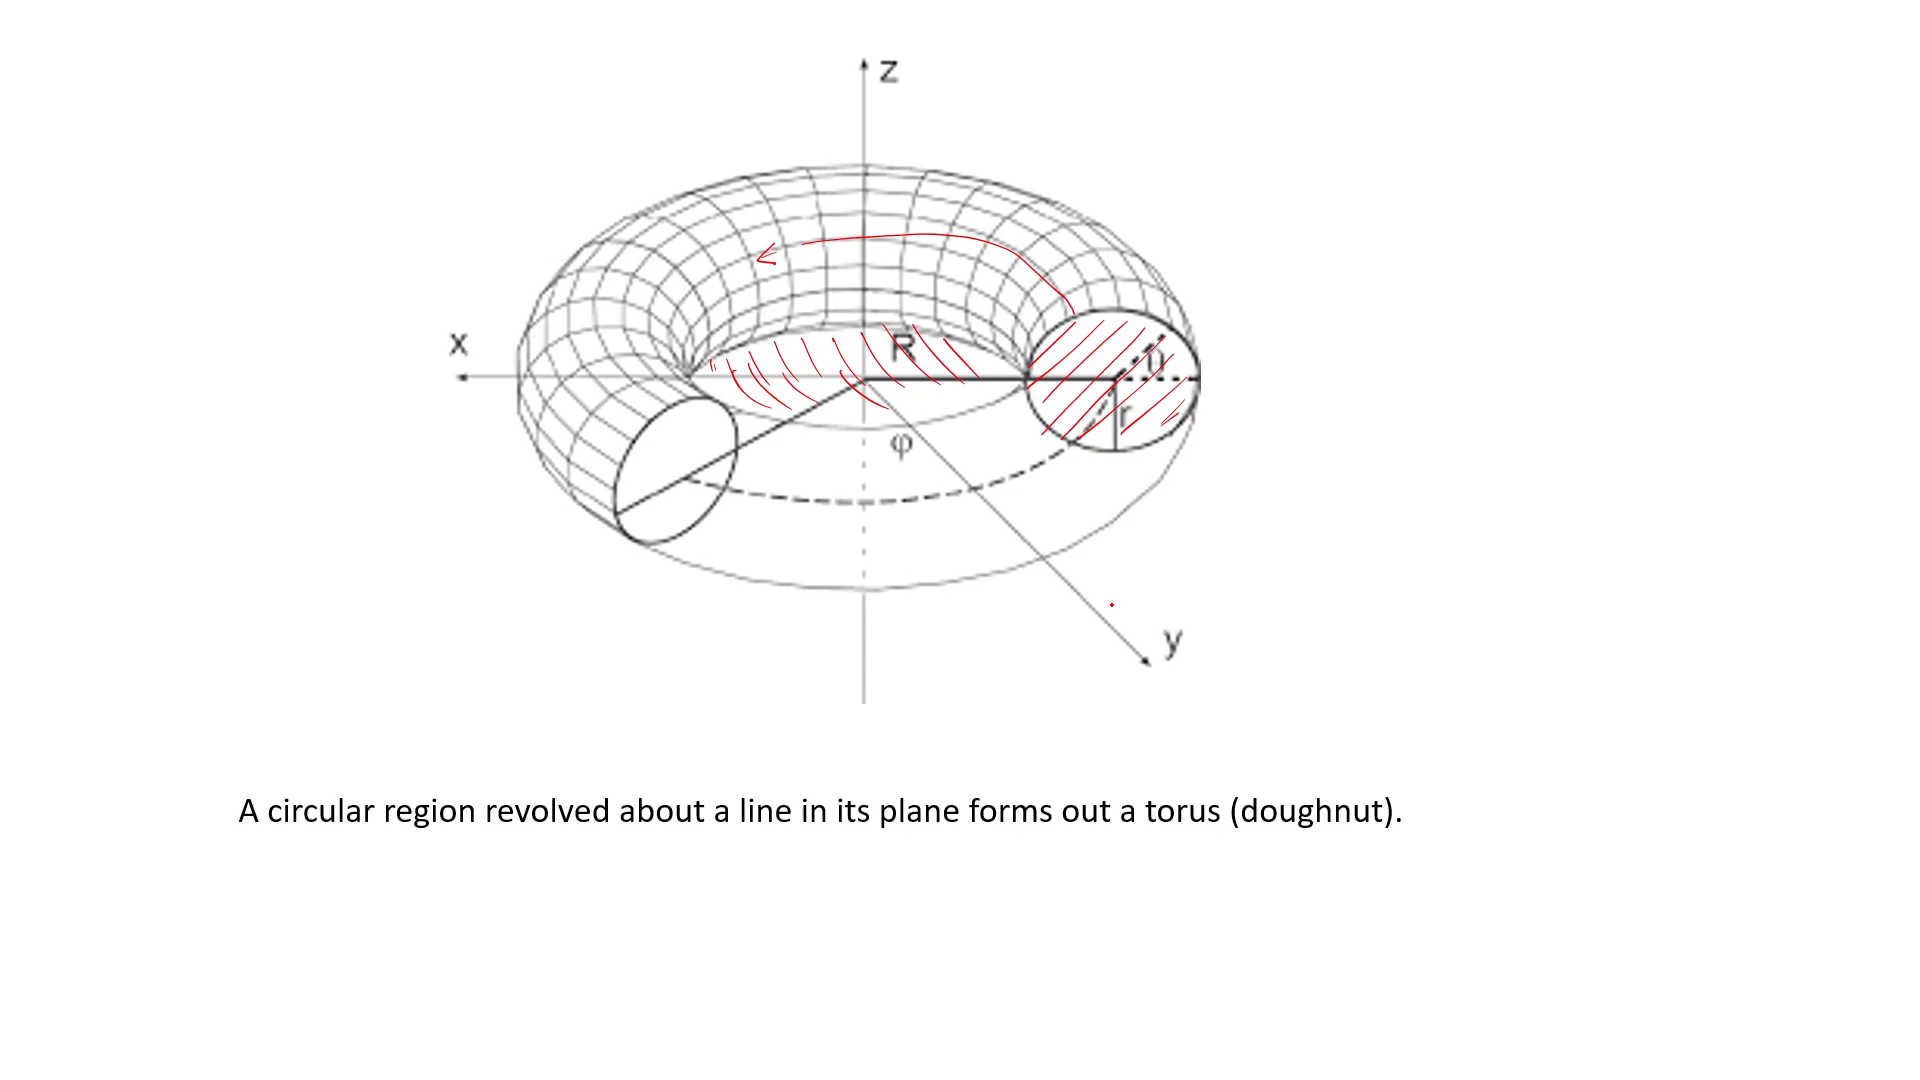 z
x
R
r
φ
y
A circular region revolved about a line in its plane forms out a torus (doughnut).